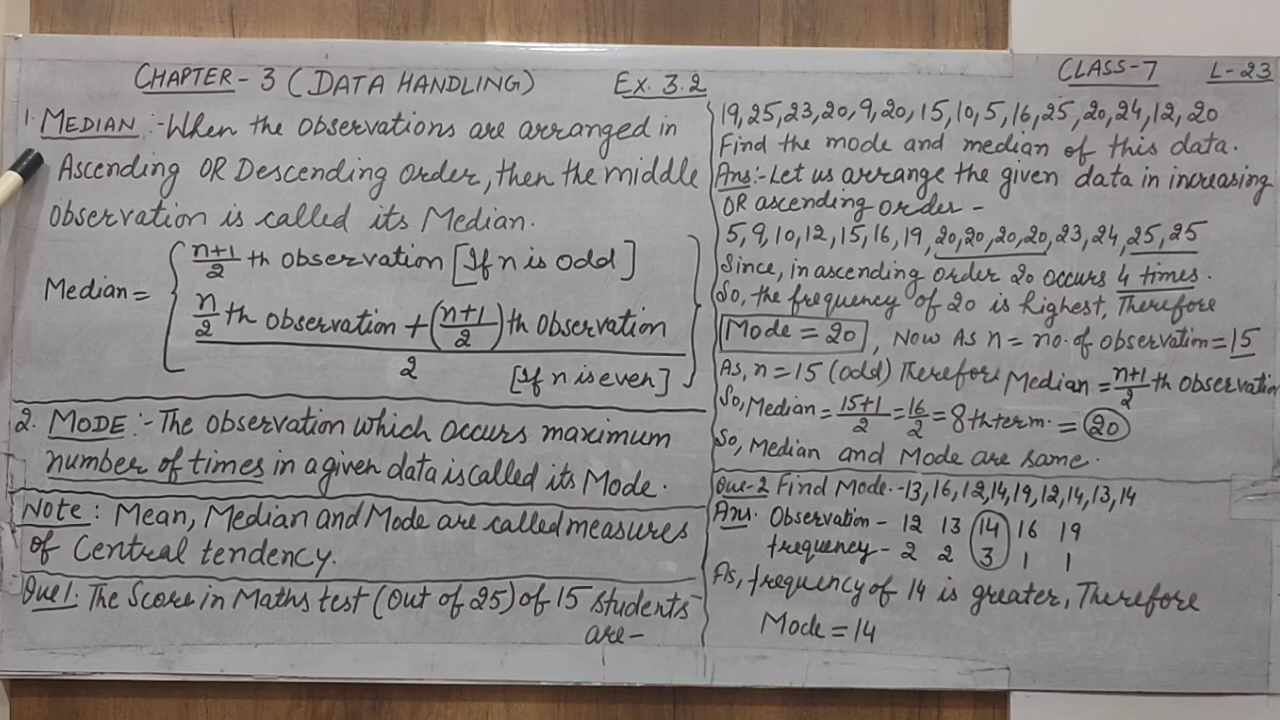 CHAPTER-3 (DATA HANDLING) EX. 3.2
1. MEDIAN :-When the observations are arranged in
Ascending OR Descending order, then the middle
observation is called its Median.
Median = { n+1/2 th observation [If n is odd]
n/2 th observation + (n+1/2) th observation
2 [If n is even] }
2. MODE :-The observation which occurs maximum
number of times in a given data is called its Mode.
Note : Mean, Median and Mode are called measures
of Central tendency.
Que 1. The Score in Maths test (out of 25) of 15 students
are-
CLASS-7 L-23
19, 25, 23, 20, 9, 20, 15, 10, 5, 16, 25, 20, 24, 12, 20
Find the mode and median of this data.
Ans:-Let us arrange the given data in increasing
OR ascending order -
5, 9, 10, 12, 15, 16, 19, 20, 20, 20, 20, 23, 24, 25, 25
Since, in ascending order 20 occurs 4 times.
So, the frequency of 20 is highest, Therefore
Mode = 20, Now As n = no. of observation = 15
As, n = 15 (odd) Therefore Median = n+1/2 th observation
So, Median = 15+1/2 = 16/2 = 8 th term. = 20
So, Median and Mode are same.
Que-2 Find Mode.-13, 16, 12, 14, 19, 12, 14, 13, 14
Ans. Observation - 12 13 14 16 19
frequency - 2 2 3 1 1
As, frequency of 14 is greater, Therefore
Mode = 14